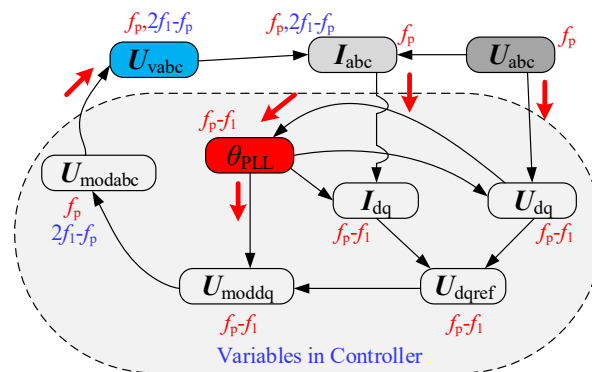 fp,2f1-fp
fp,2f1-fp
Uvabc
Iabc
fp
Uabc
fp
fp-f1
θPLL
Umodabc
fp
2f1-fp
Idq
fp-f1
Udq
fp-f1
Umoddq
fp-f1
Udqref
fp-f1
Variables in Controller